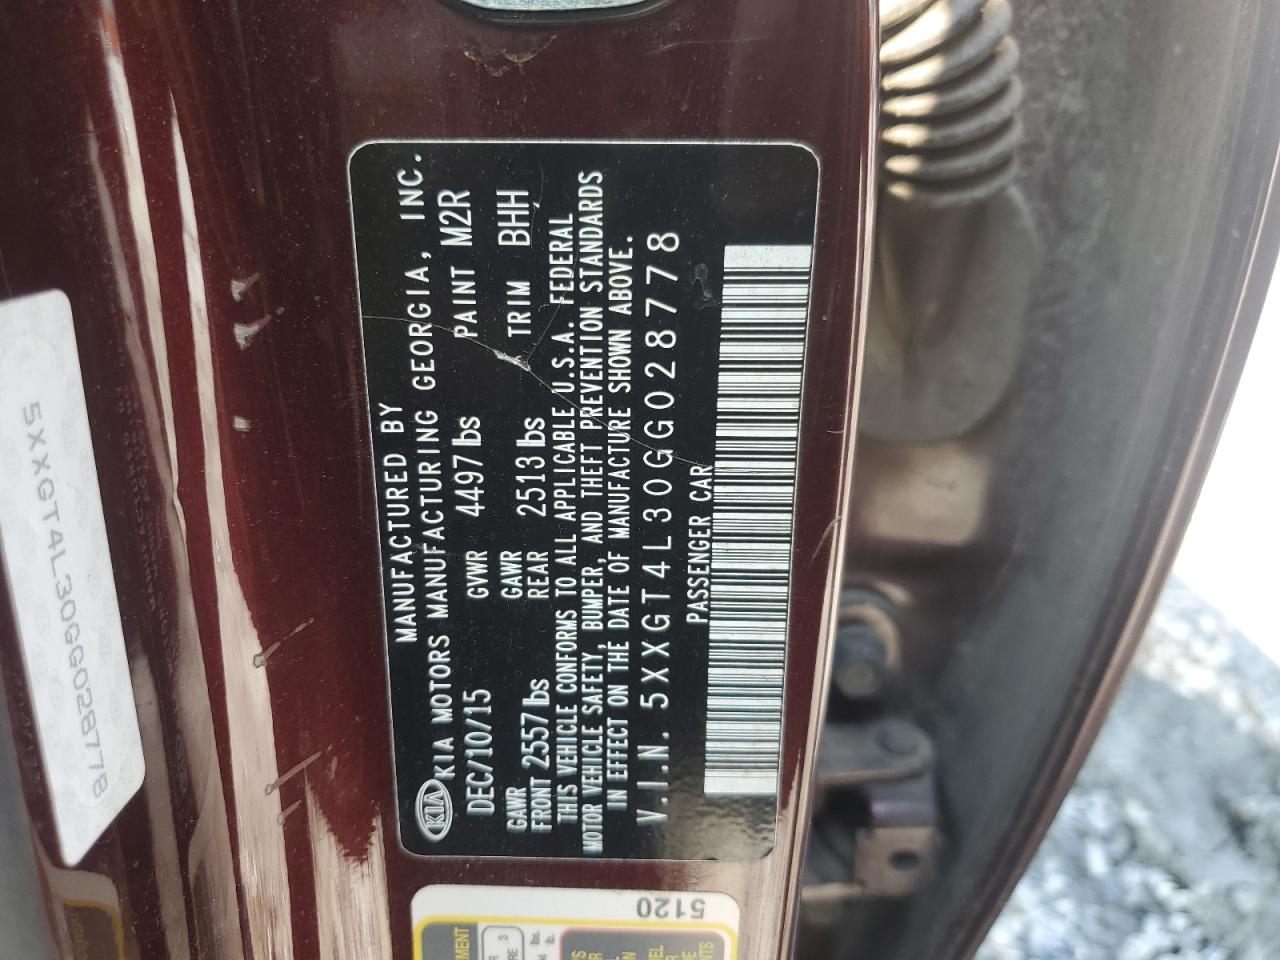 MANUFACTURED BY
KIA KIA MOTORS MANUFACTURING GEORGIA, INC.
DEC/10/15 GVWR 4497 lbs PAINT M2R
GAWR FRONT 2557 lbs GAWR REAR 2513 lbs TRIM BHH
THIS VEHICLE CONFORMS TO ALL APPLICABLE U.S.A. FEDERAL
MOTOR VEHICLE SAFETY, BUMPER, AND THEFT PREVENTION STANDARDS
IN EFFECT ON THE DATE OF MANUFACTURE SHOWN ABOVE.
V.I.N. 5XXGT4L30GG028778
PASSENGER CAR
5XXGT4L30GG028778
5120